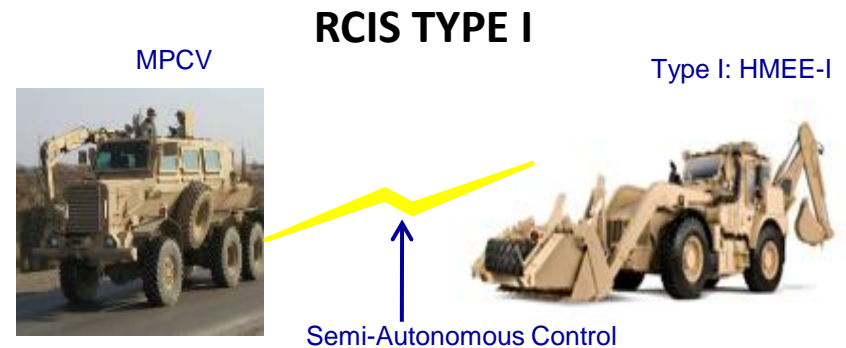 RCIS TYPE I
MPCV
Type I: HMEE-I
Semi-Autonomous Control